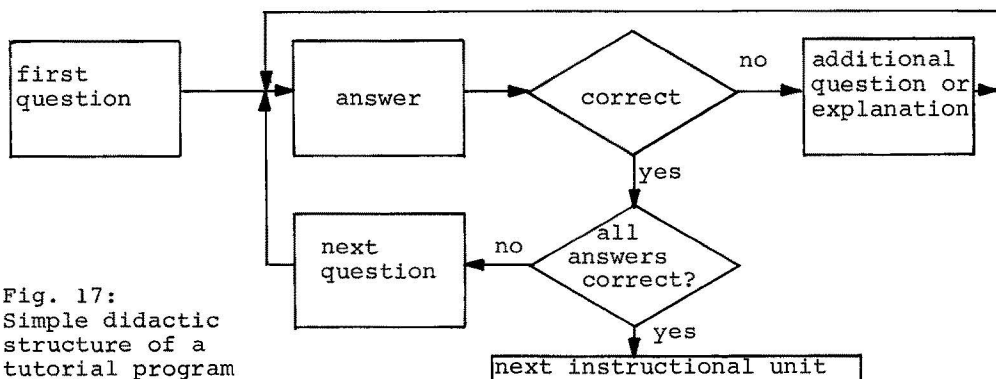 first
question
answer
correct
no
additional
question or
explanation
yes
all
answers
correct?
no
next
question
yes
next instructional unit
Fig. 17:
Simple didactic
structure of a
tutorial program